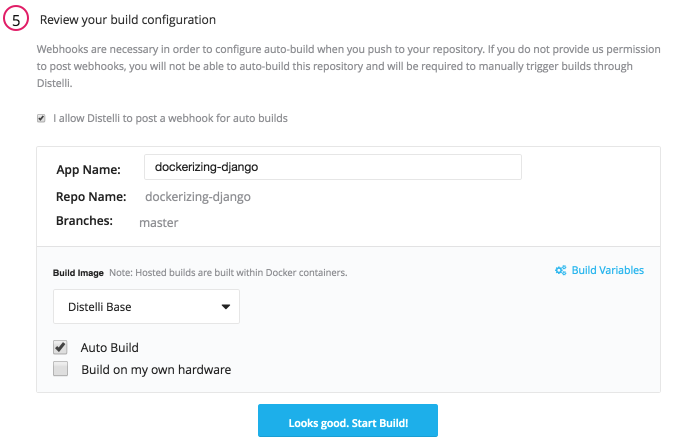 5 Review your build configuration
Webhooks are necessary in order to configure auto-build when you push to your repository. If you do not provide us permission
to post webhooks, you will not be able to auto-build this repository and will be required to manually trigger builds through
Distelli.
I allow Distelli to post a webhook for auto builds
App Name: dockerizing-django
Repo Name: dockerizing-django
Branches: master
Build Image Note: Hosted builds are built within Docker containers. Build Variables
Distelli Base
Auto Build
Build on my own hardware
Looks good. Start Build!